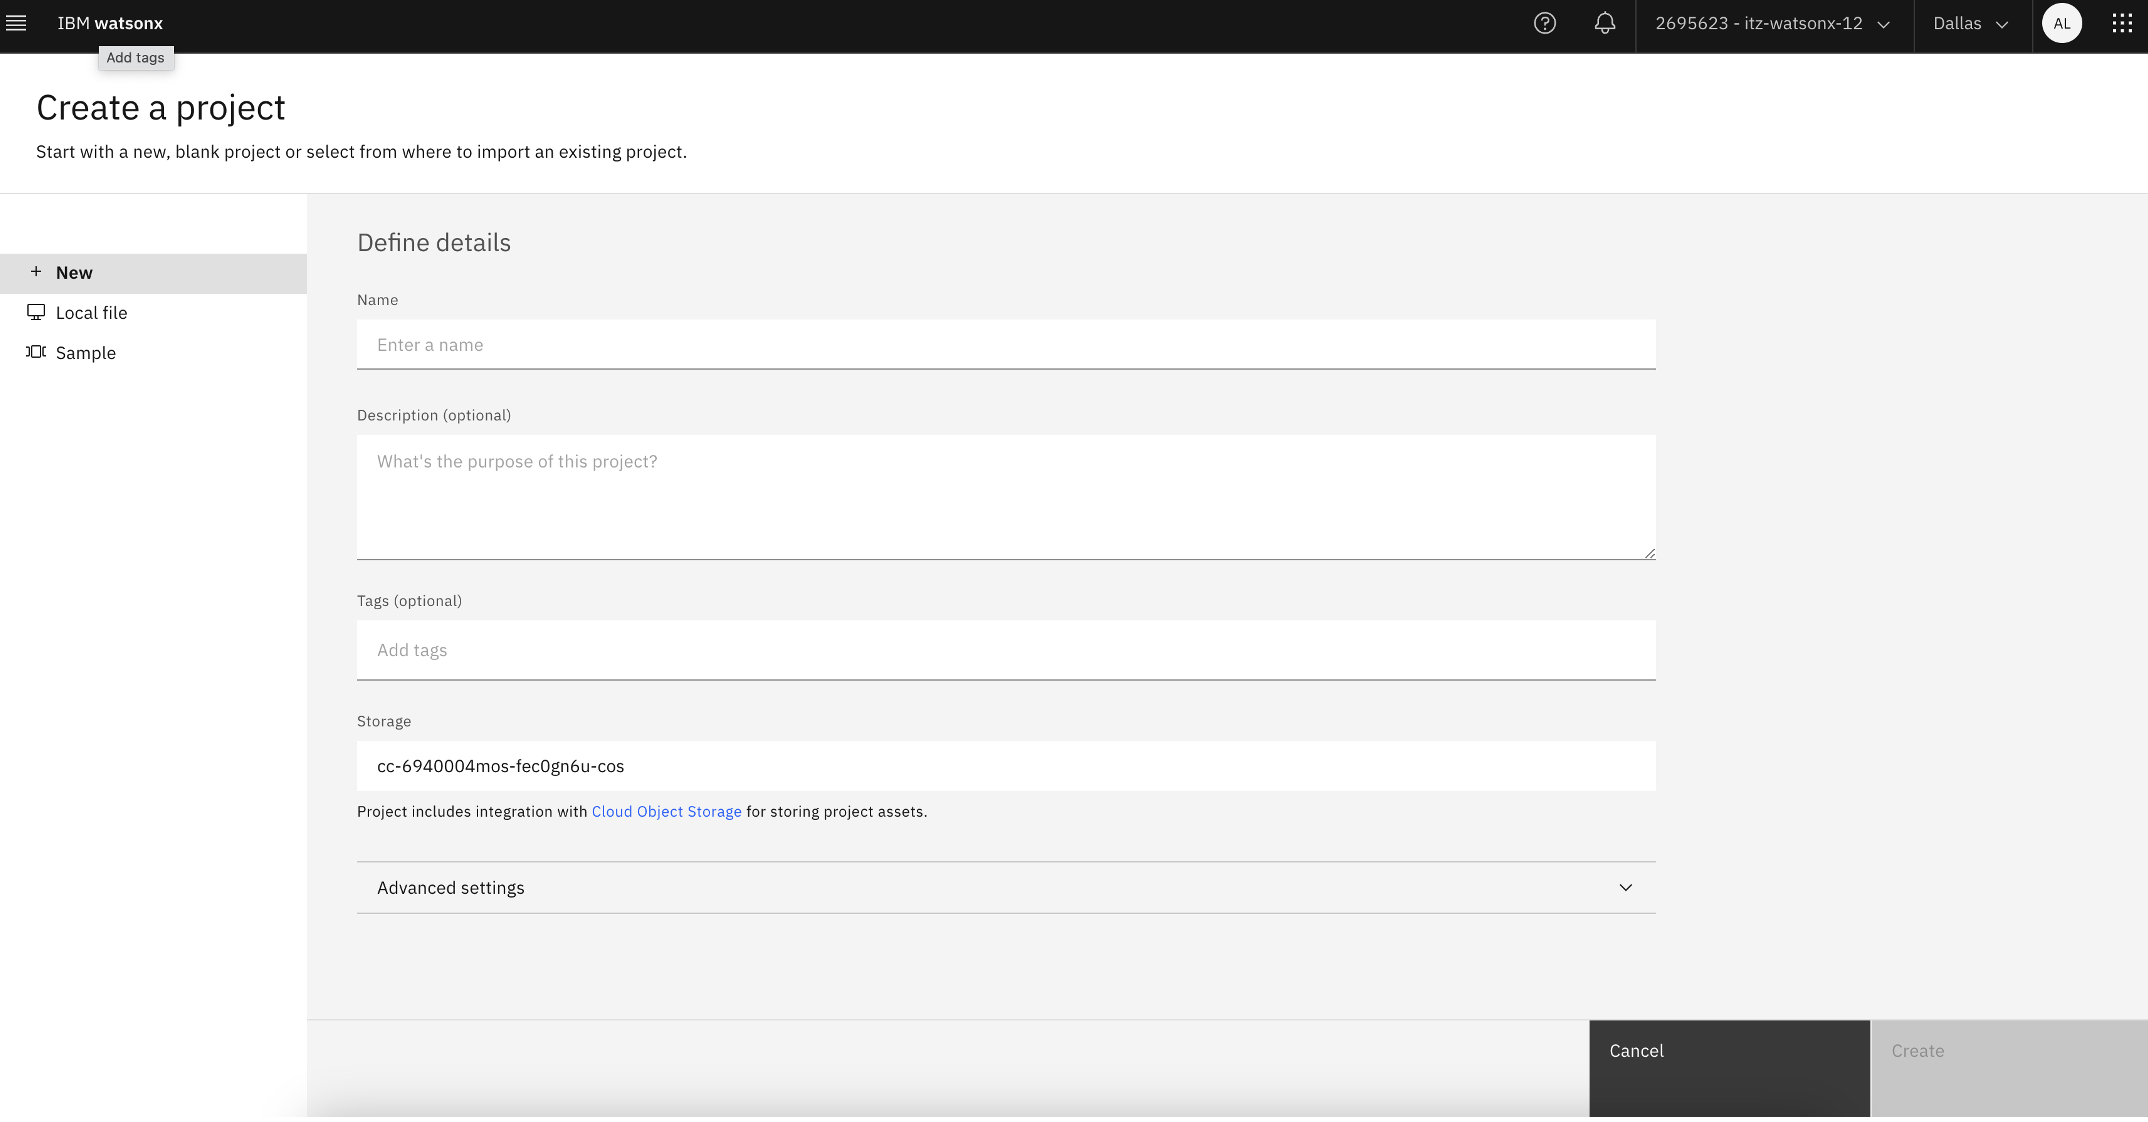 IBM watsonx
2695623 - itz-watsonx-12
Dallas
AL
Add tags
Create a project
Start with a new, blank project or select from where to import an existing project.
New
Local file
Sample
Define details
Name
Enter a name
Description (optional)
What's the purpose of this project?
Tags (optional)
Add tags
Storage
cc-6940004mos-fec0gn6u-cos
Project includes integration with Cloud Object Storage for storing project assets.
Advanced settings
Cancel
Create